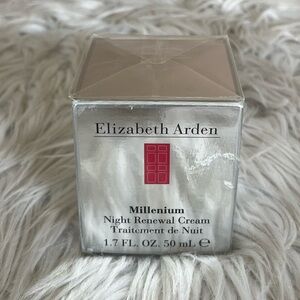 Elizabeth Arden
Millenium
Night Renewal Cream
Traitement de Nuit
1.7 FL. OZ. 50 mL ℮